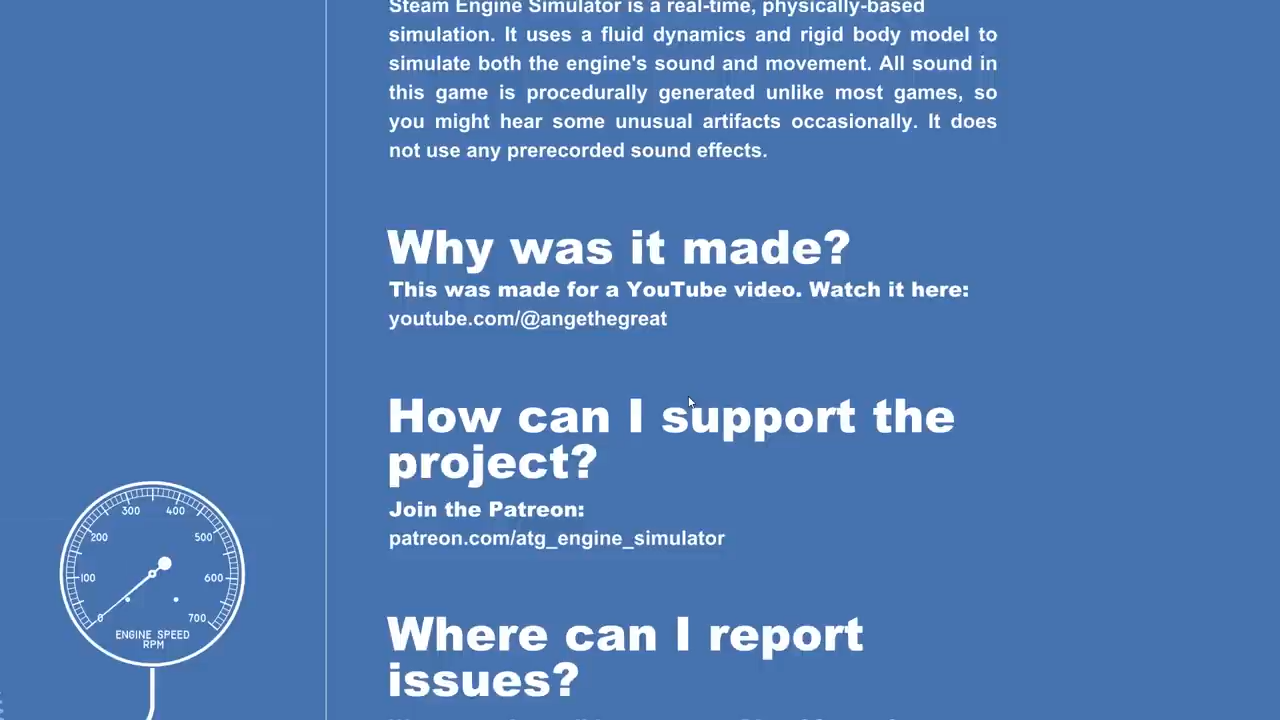 Steam Engine Simulator is a real-time, physically-based
simulation. It uses a fluid dynamics and rigid body model to
simulate both the engine's sound and movement. All sound in
this game is procedurally generated unlike most games, so
you might hear some unusual artifacts occasionally. It does
not use any prerecorded sound effects.
Why was it made?
This was made for a YouTube video. Watch it here:
youtube.com/@angethegreat
How can I support the
project?
Join the Patreon:
patreon.com/atg_engine_simulator
Where can I report
issues?
0
100
200
300
400
500
600
700
ENGINE SPEED
RPM